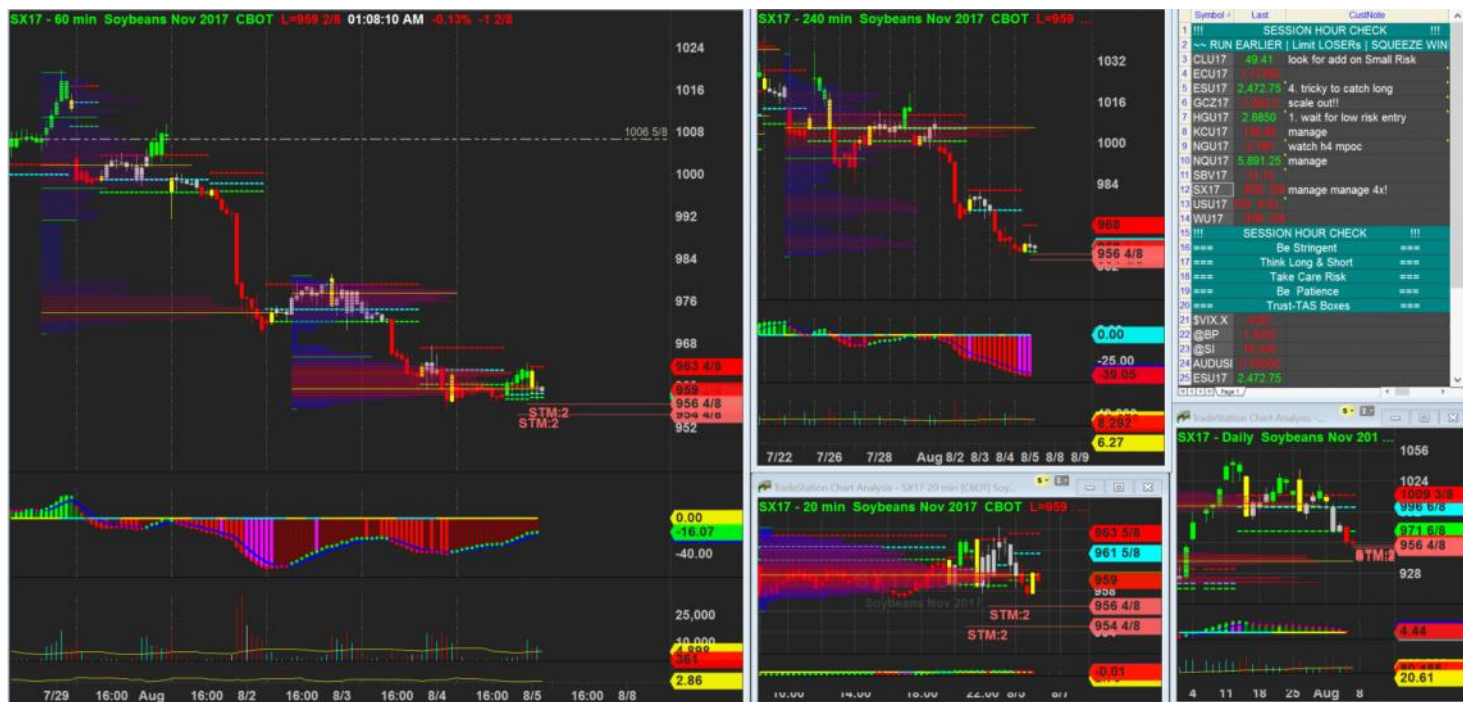 SX17 - 60 min Soybeans Nov 2017 CBOT L=959 2/8 01:08:10 AM -0.13% -1 2/8
1024
1016
1008
1006 5/8
1000
992
984
976
968
963 4/8
959
956 4/8
954 4/8
952
STM:2
STM:2
0.00
-16.07
-40.00
25,000
10,000
4,898
361
2.86
7/29 16:00 Aug 16:00 8/2 16:00 8/3 16:00 8/4 16:00 8/5 16:00 8/8
SX17 - 240 min Soybeans Nov 2017 CBOT L=959 ...
1032
1016
1000
984
968
956 4/8
0.00
-25.00
-39.05
8,292
6.27
7/22 7/26 7/28 Aug 8/2 8/3 8/4 8/5 8/8 8/9
TradeStation Chart Analysis - SX17 20 min [CBOT] Soy...
SX17 - 20 min Soybeans Nov 2017 CBOT L=959 ...
963 5/8
961 5/8
959
958
956 4/8
954 4/8
Soybeans Nov 2017
STM:2
STM:2
-0.01
10:00 14:00 18:00 22:00 8/5 8/7
Symbol Last CustNote
1 !!! SESSION HOUR CHECK !!!
2 ~~ RUN EARLIER | Limit LOSERs | SQUEEZE WIN
3 CLU17 49.41 look for add on Small Risk
4 ECU17
5 ESU17 2,472.75 4. tricky to catch long
6 GCZ17 scale out!!
7 HGU17 2.8850 1. wait for low risk entry
8 KCU17 manage
9 NGU17 watch h4 mpoc
10 NQU17 5,891.25 manage
11 SBV17
12 SX17 manage manage 4x!
13 USU17
14 WU17
15 !!! SESSION HOUR CHECK !!!
16 === Be Stringent ===
17 === Think Long & Short ===
18 === Take Care Risk ===
19 === Be Patience ===
20 === Trust-TAS Boxes ===
21 $VIX.X
22 @BP
23 @SI
24 AUDUSI
25 ESU17 2,472.75
Page 1
TradeStation Chart Analysis - ...
SX17 - Daily Soybeans Nov 201 ...
1056
1024
1009 3/8
996 6/8
971 6/8
956 4/8
928
4.44
20.61
4 11 18 25 Aug 8